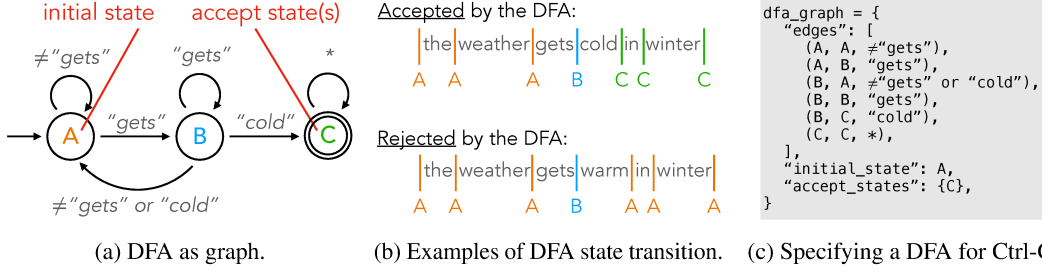 initial state
accept state(s)
≠“gets”
“gets”
*
A
“gets”
B
“cold”
C
≠“gets” or “cold”
(a) DFA as graph.
Accepted by the DFA:
the weather gets cold in winter
A A A B C C C
Rejected by the DFA:
the weather gets warm in winter
A A A B A A A
(b) Examples of DFA state transition.
dfa_graph = {
“edges”: [
(A, A, ≠“gets”),
(A, B, “gets”),
(B, A, ≠“gets” or “cold”),
(B, B, “gets”),
(B, C, “cold”),
(C, C, *),
],
“initial_state”: A,
“accept_states”: {C},
}
(c) Specifying a DFA for Ctrl-